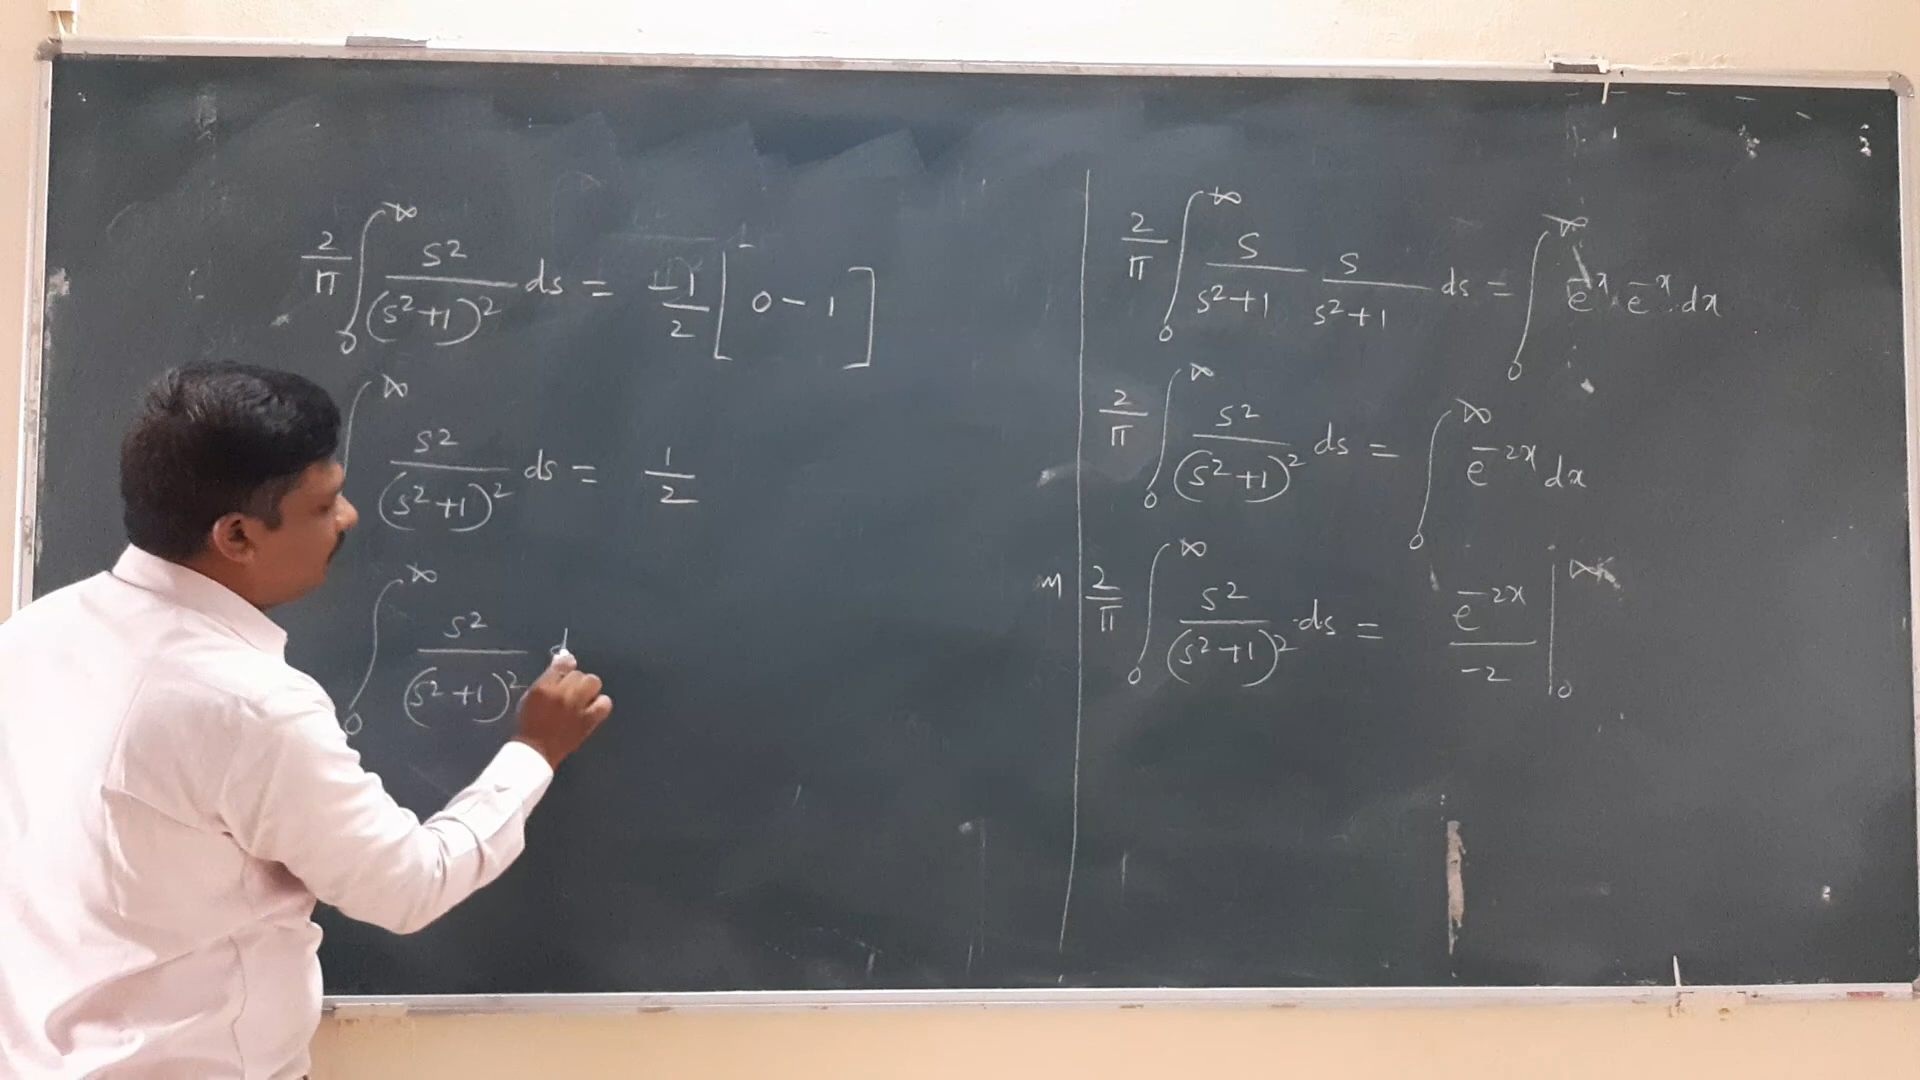 2/π ∫₀^∞ s²/(s²+1)² ds = -1/2 [0 - 1]
∫^∞ s²/(s²+1)² ds = 1/2
∫₀^∞ s²/(s²+1)² d
2/π ∫₀^∞ s/(s²+1) s/(s²+1) ds = ∫₀^∞ e^-x · e^-x dx
2/π ∫₀^∞ s²/(s²+1)² ds = ∫₀^∞ e^-2x dx
2/π ∫₀^∞ s²/(s²+1)² ds = e^-2x/-2 |₀^∞